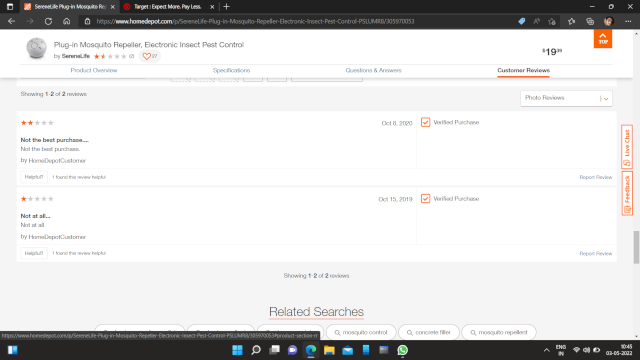 SereneLife Plug-in Mosquito Re
Target : Expect More. Pay Less.
https://www.homedepot.com/p/SereneLife-Plug-in-Mosquito-Repeller-Electronic-Insect-Pest-Control-PSLUMR8/305970053
Plug-in Mosquito Repeller, Electronic Insect Pest Control
by SereneLife (2) 27
$19.39
TOP
Product Overview
Specifications
Questions & Answers
Customer Reviews
Showing 1-2 of 2 reviews
Photo Reviews
Oct 6, 2020
Verified Purchase
Not the best purchase....
Not the best purchase.
by HomeDepotCustomer
Helpful?
1 found this review helpful
Report Review
Oct 15, 2019
Verified Purchase
Not at all...
Not at all
by HomeDepotCustomer
Helpful?
1 found this review helpful
Report Review
Live Chat
Feedback
Showing 1-2 of 2 reviews
Related Searches
mosquito control
concrete filler
mosquito repellent
https://www.homedepot.com/p/SereneLife-Plug-in-Mosquito-Repeller-Electronic-Insect-Pest-Control-PSLUMR8/305970053#product-section-rr
ENG
IN
10:45
03-05-2022